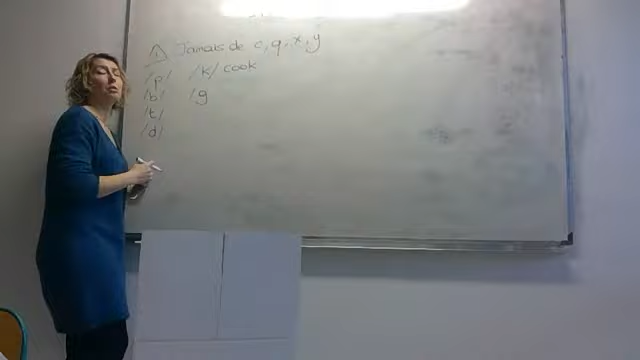 ! Jamais de c, q, x, y
/p/ /k/ cook
/b/ /g
/t/
/d/